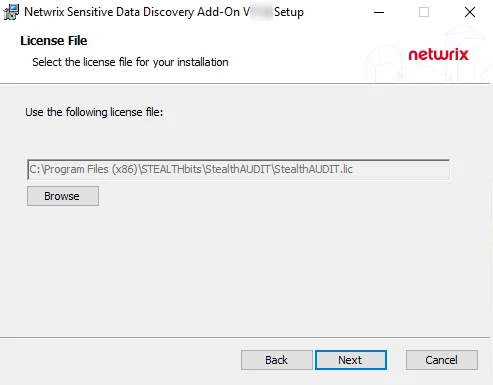 Netwrix Sensitive Data Discovery Add-On V Setup
License File
Select the license file for your installation
netwrix
Use the following license file:
C:\Program Files (x86)\STEALTHbits\StealthAUDIT\StealthAUDIT.lic
Browse
Back
Next
Cancel